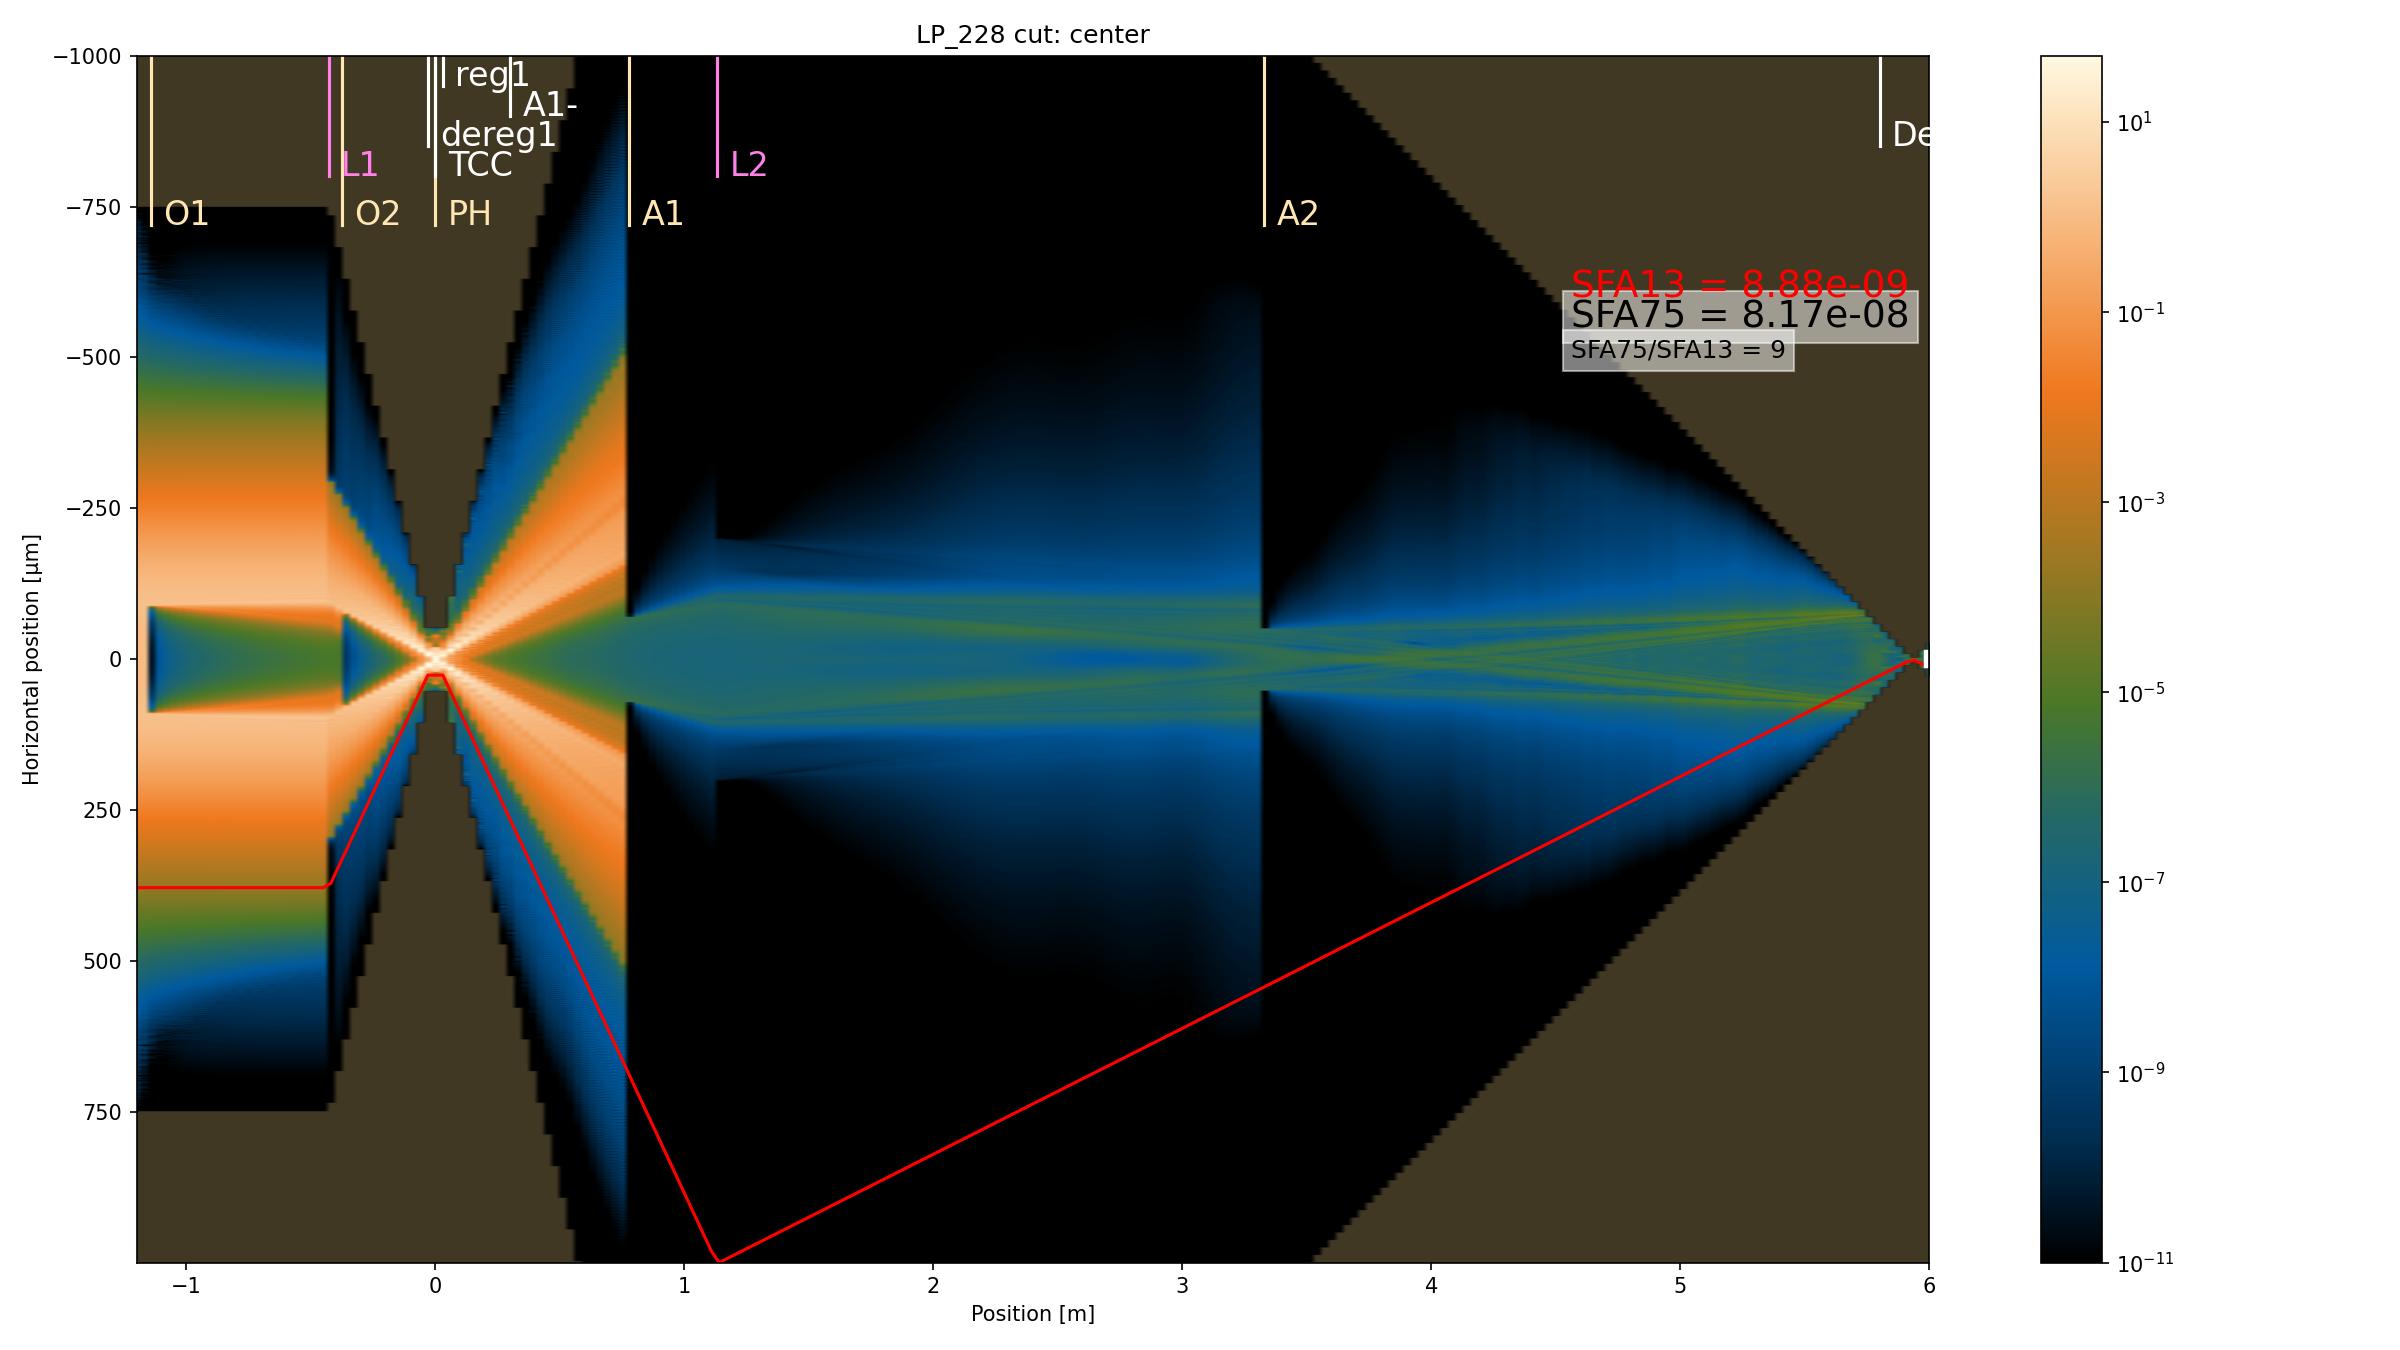 LP_228 cut: center
−1000
−750
−500
−250
0
250
500
750
Horizontal position [μm]
reg1
A1-
dereg1
L1
TCC
L2
De
O1
O2
PH
A1
A2
SFA13 = 8.88e-09
SFA75 = 8.17e-08
SFA75/SFA13 = 9
−1
0
1
2
3
4
5
6
Position [m]
10^1
10^−1
10^−3
10^−5
10^−7
10^−9
10^−11